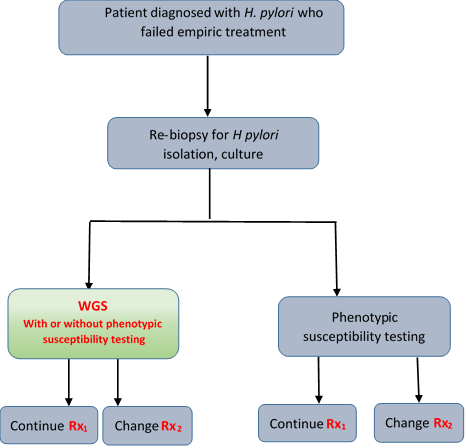 Patient diagnosed with H. pylori who
failed empiric treatment
Re-biopsy for H pylori
isolation, culture
WGS
With or without phenotypic
susceptibility testing
Phenotypic
susceptibility testing
Continue Rx1
Change Rx2
Continue Rx1
Change Rx2